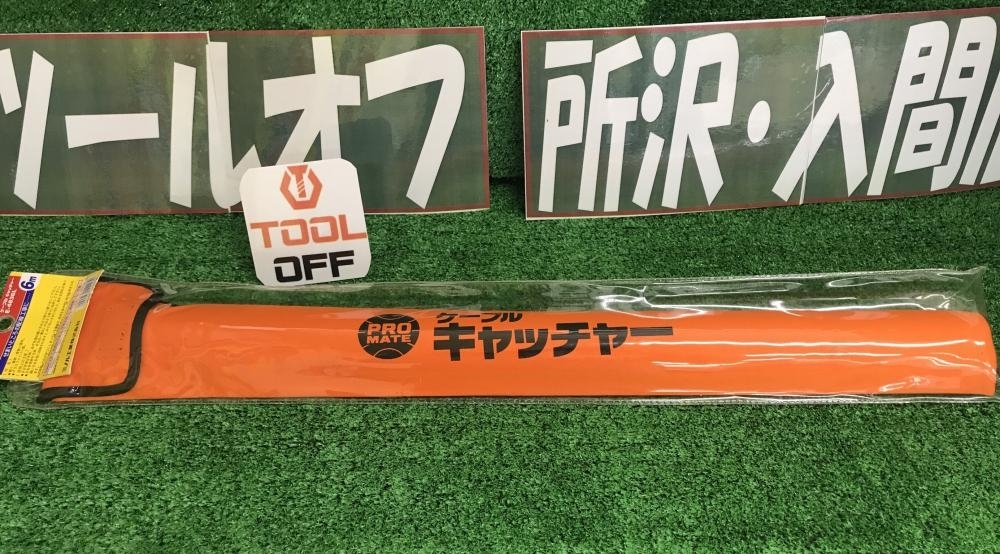 ツールオフ
所沢・入間
TOOL
OFF
6m
PRO
MATE
ケーブル
キャッチャー